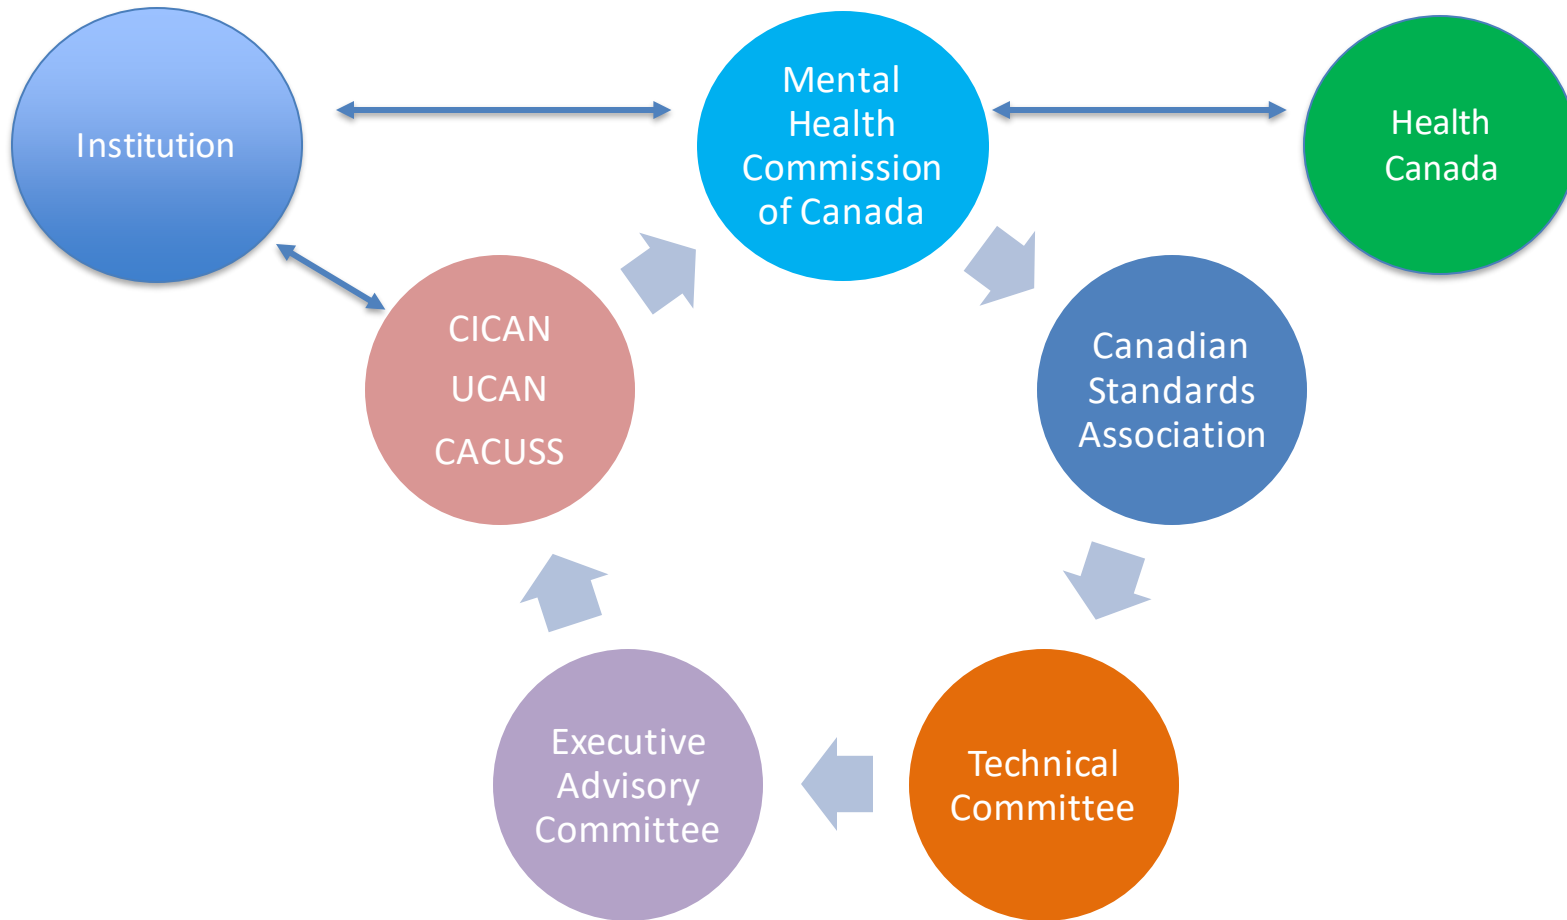 Institution
Mental
Health
Commission
of Canada
Health
Canada
CICAN
UCAN
CACUSS
Canadian
Standards
Association
Executive
Advisory
Committee
Technical
Committee